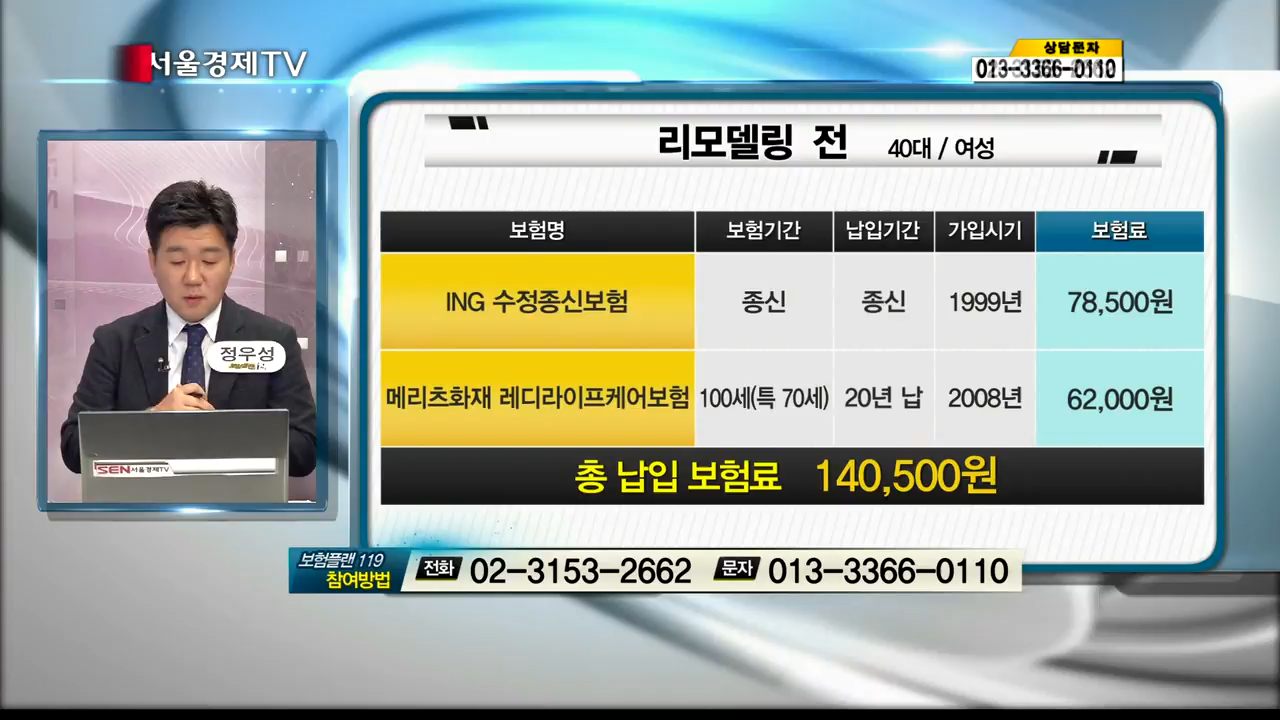 서울경제TV
상담문자
013-3366-0110
리모델링 전 40대 / 여성
보험명 보험기간 납입기간 가입시기 보험료
ING 수정종신보험 종신 종신 1999년 78,500원
메리츠화재 레디라이프케어보험 100세(특 70세) 20년 납 2008년 62,000원
총 납입 보험료 140,500원
정우성
SEN 서울경제TV
보험플랜 119
참여방법
전화 02-3153-2662 문자 013-3366-0110